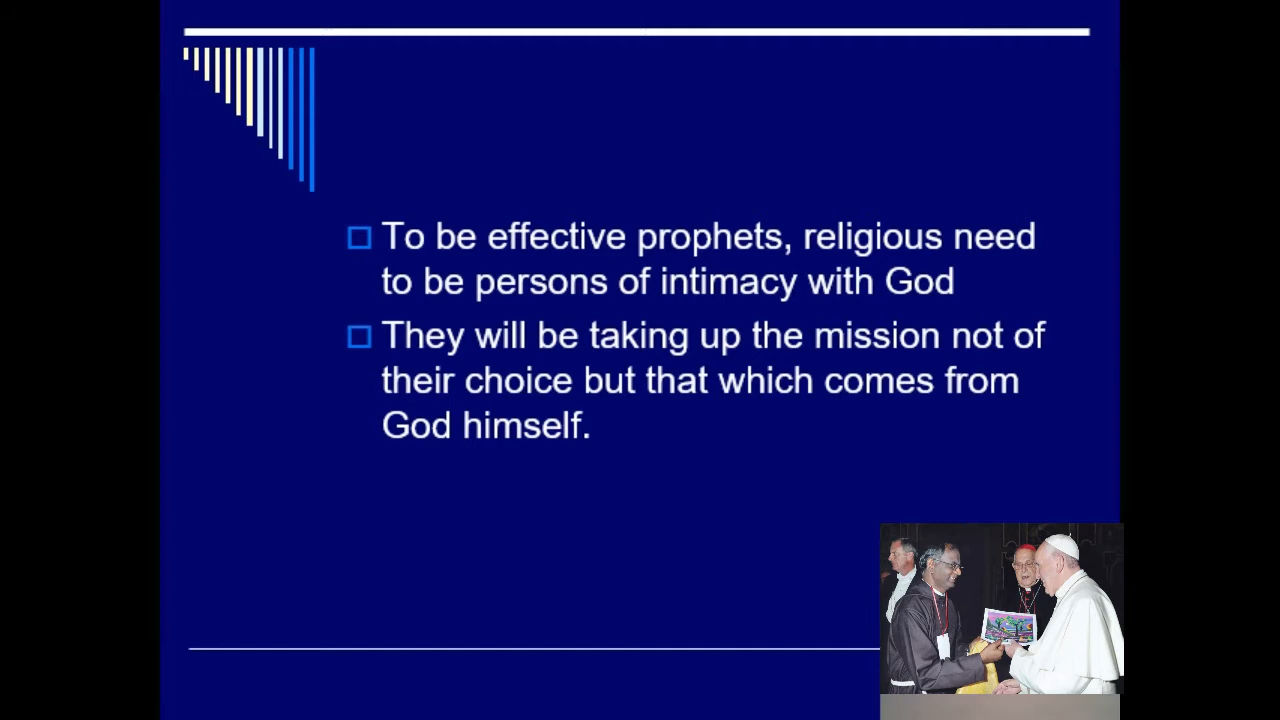 To be effective prophets, religious need
to be persons of intimacy with God
They will be taking up the mission not of
their choice but that which comes from
God himself.